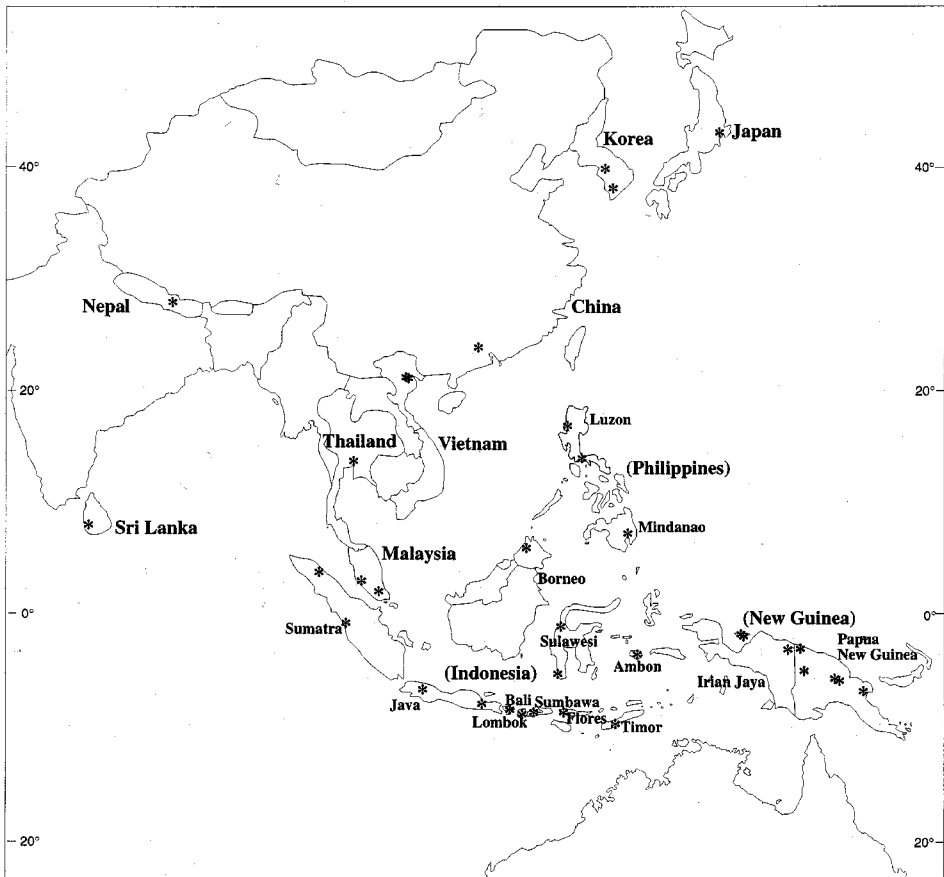 Korea
Japan
40°
40°
Nepal
China
20°
20°
Luzon
Thailand
Vietnam
(Philippines)
Sri Lanka
Mindanao
Malaysia
Borneo
0°
0°
Sumatra
(New Guinea)
Sulawesi
Papua
New Guinea
Ambon
(Indonesia)
Irian Jaya
Java
Bali
Sumbawa
Lombok
Flores
Timor
20°
20°